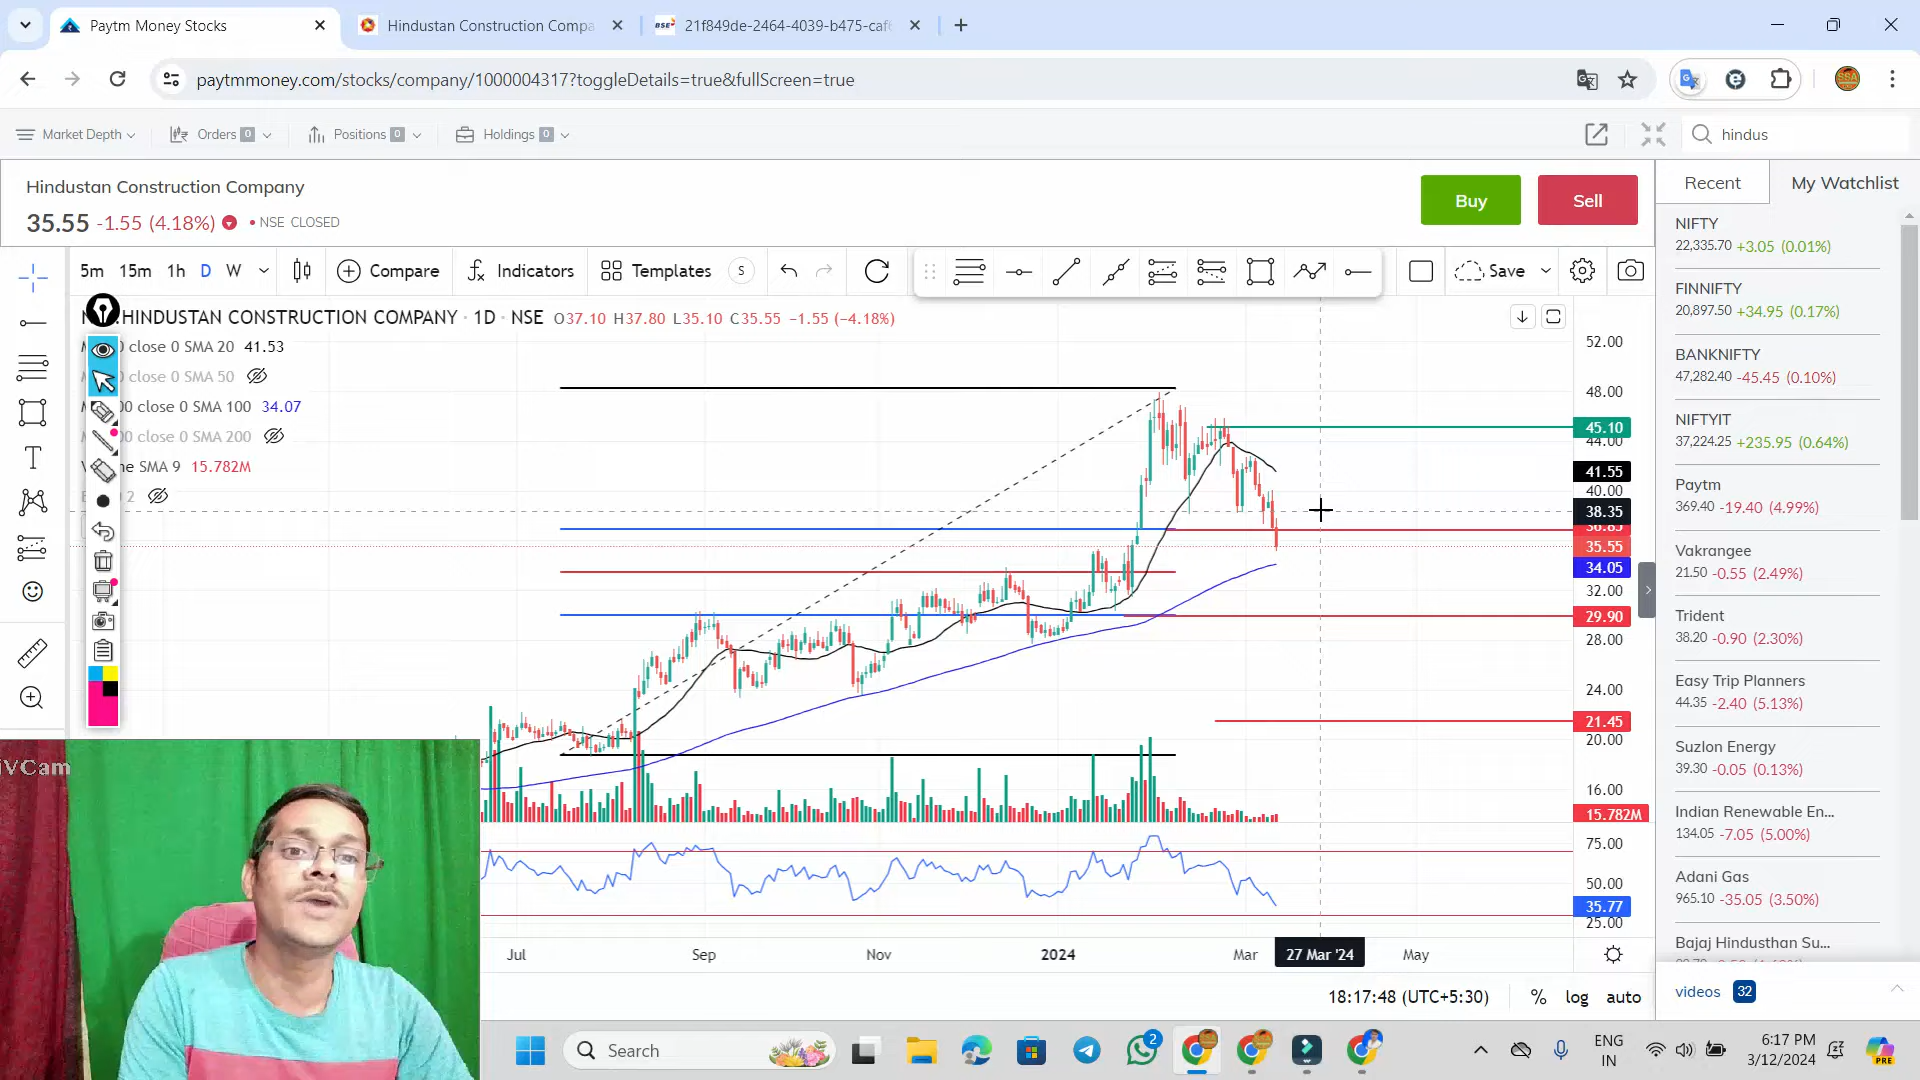 Paytm Money Stocks
Hindustan Construction Compa
BSE 21f849de-2464-4039-b475-caf
paytmmoney.com/stocks/company/1000004317?toggleDetails=true&fullScreen=true
SSA
Market Depth
Orders 0
Positions 0
Holdings 0
hindus
Hindustan Construction Company
35.55 -1.55 (4.18%) • NSE CLOSED
Buy
Sell
Recent
My Watchlist
5m 15m 1h D W
Compare
Indicators
Templates
S
Save
HINDUSTAN CONSTRUCTION COMPANY · 1D · NSE O37.10 H37.80 L35.10 C35.55 −1.55 (−4.18%)
0 close 0 SMA 20 41.53
0 close 0 SMA 50
00 close 0 SMA 100 34.07
00 close 0 SMA 200
SMA 9 15.782M
2
T
52.00
48.00
45.10
44.00
41.55
40.00
38.35
36.85
35.55
34.05
32.00
29.90
28.00
24.00
21.45
20.00
16.00
15.782M
75.00
50.00
35.77
25.00
Jul Sep Nov 2024 Mar 27 Mar '24 May
18:17:48 (UTC+5:30) % log auto
NIFTY
22,335.70 +3.05 (0.01%)
FINNIFTY
20,897.50 +34.95 (0.17%)
BANKNIFTY
47,282.40 -45.45 (0.10%)
NIFTYIT
37,224.25 +235.95 (0.64%)
Paytm
369.40 -19.40 (4.99%)
Vakrangee
21.50 -0.55 (2.49%)
Trident
38.20 -0.90 (2.30%)
Easy Trip Planners
44.35 -2.40 (5.13%)
Suzlon Energy
39.30 -0.05 (0.13%)
Indian Renewable En...
134.05 -7.05 (5.00%)
Adani Gas
965.10 -35.05 (3.50%)
Bajaj Hindusthan Su...
videos 32
iVCam
Search
2
ENG
IN
6:17 PM
3/12/2024
PRE